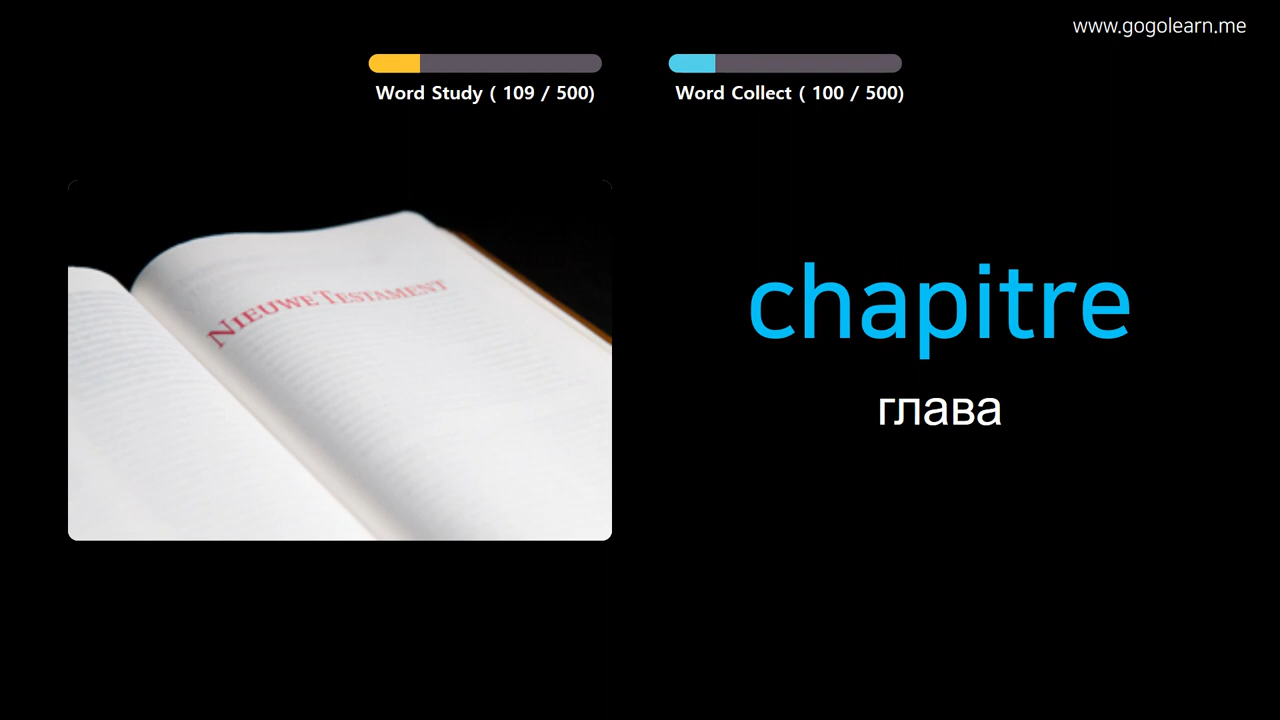 www.gogolearn.me
Word Study ( 109 / 500)
Word Collect ( 100 / 500)
NIEUWE TESTAMENT
chapitre
глава